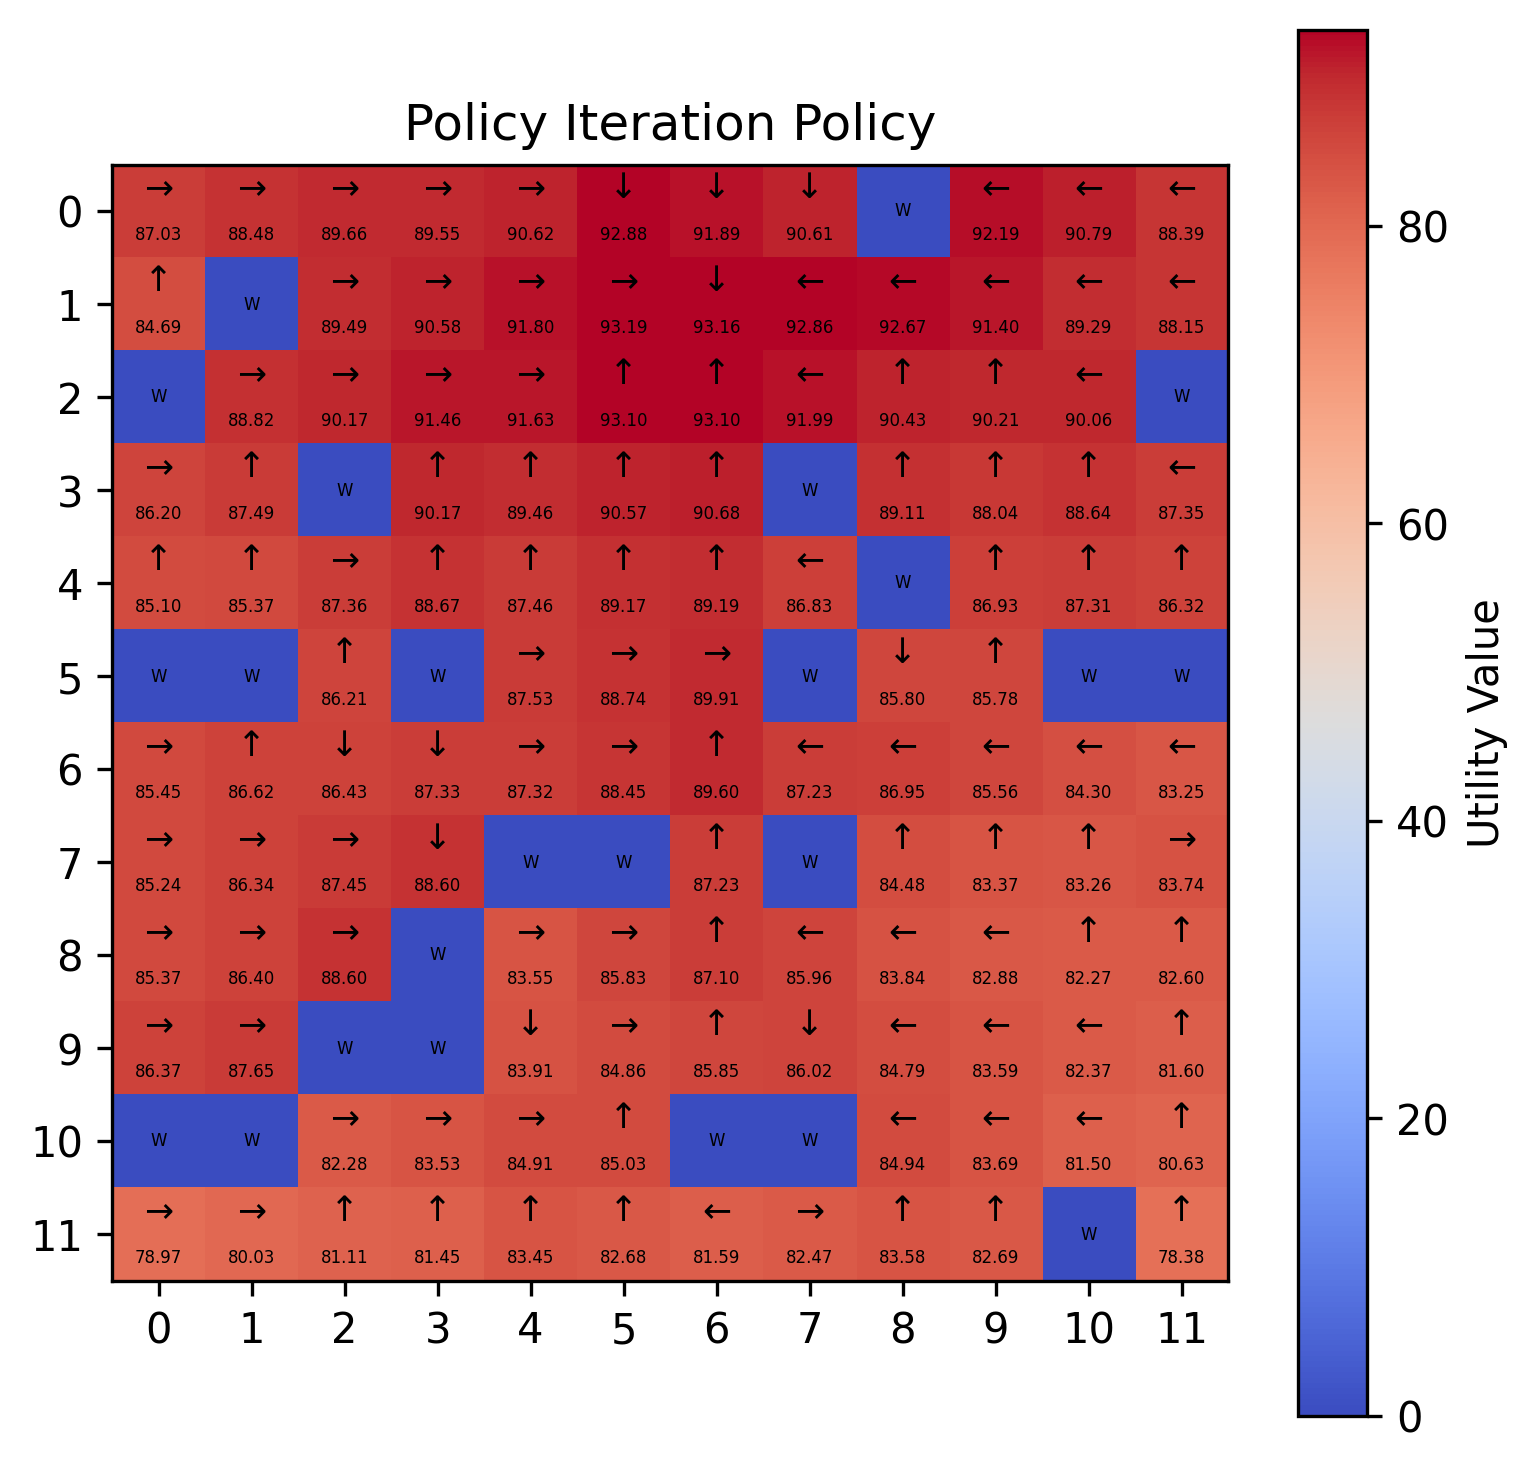 Policy Iteration Policy
0 → → → → → ↓ ↓ ↓ W ← ← ←
87.03 88.48 89.66 89.55 90.62 92.88 91.89 90.61 92.19 90.79 88.39
1 ↑ W → → → → ↓ ← ← ← ← ←
84.69 89.49 90.58 91.80 93.19 93.16 92.86 92.67 91.40 89.29 88.15
2 W → → → → ↑ ↑ ← ↑ ↑ ← W
88.82 90.17 91.46 91.63 93.10 93.10 91.99 90.43 90.21 90.06
3 → ↑ W ↑ ↑ ↑ ↑ W ↑ ↑ ↑ ←
86.20 87.49 90.17 89.46 90.57 90.68 89.11 88.04 88.64 87.35
4 ↑ ↑ → ↑ ↑ ↑ ↑ ← W ↑ ↑ ↑
85.10 85.37 87.36 88.67 87.46 89.17 89.19 86.83 86.93 87.31 86.32
5 W W ↑ W → → → W ↓ ↑ W W
86.21 87.53 88.74 89.91 85.80 85.78
6 → ↑ ↓ ↓ → → ↑ ← ← ← ← ←
85.45 86.62 86.43 87.33 87.32 88.45 89.60 87.23 86.95 85.56 84.30 83.25
7 → → → ↓ W W ↑ W ↑ ↑ ↑ →
85.24 86.34 87.45 88.60 87.23 84.48 83.37 83.26 83.74
8 → → → W → → ↑ ← ← ← ↑ ↑
85.37 86.40 88.60 83.55 85.83 87.10 85.96 83.84 82.88 82.27 82.60
9 → → W W ↓ → ↑ ↓ ← ← ← ↑
86.37 87.65 83.91 84.86 85.85 86.02 84.79 83.59 82.37 81.60
10 W W → → → ↑ W W ← ← ← ↑
82.28 83.53 84.91 85.03 84.94 83.69 81.50 80.63
11 → → ↑ ↑ ↑ ↑ ← → ↑ ↑ W ↑
78.97 80.03 81.11 81.45 83.45 82.68 81.59 82.47 83.58 82.69 78.38
0 1 2 3 4 5 6 7 8 9 10 11
80
60
40
20
0
Utility Value